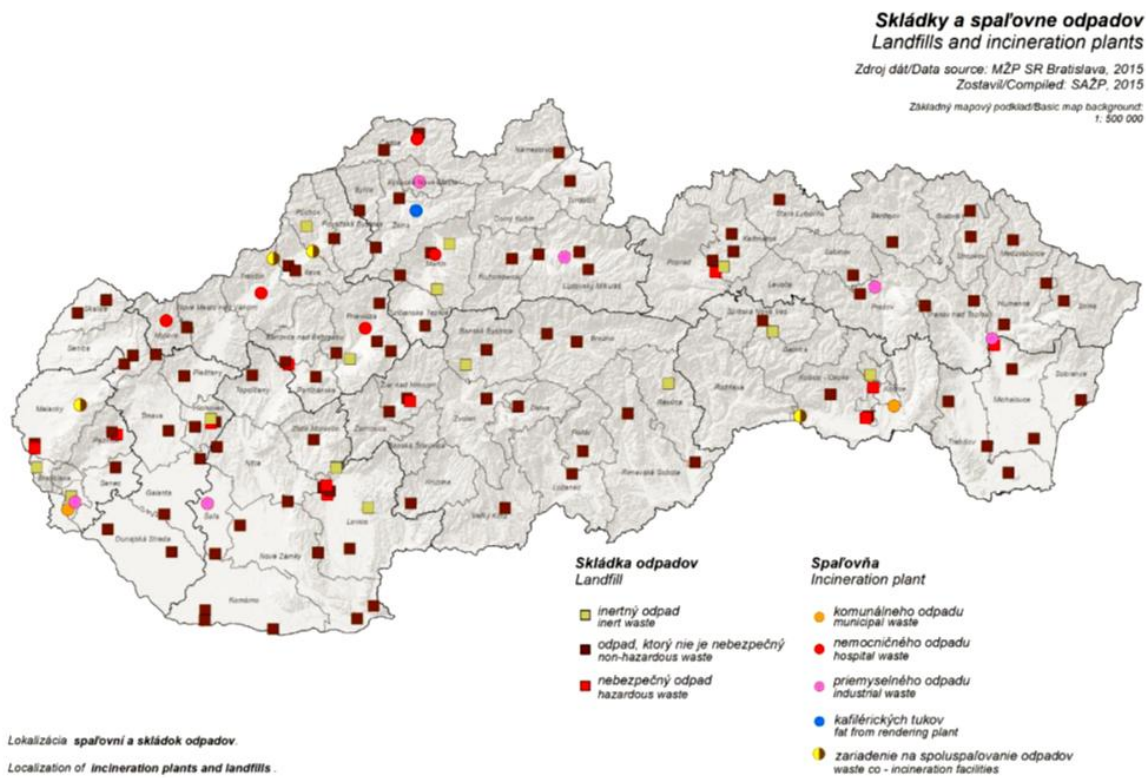 Skládky a spaľovne odpadov
Landfills and incineration plants
Zdroj dát/Data source: MŽP SR Bratislava, 2015
Zostavil/Compiled: SAŽP, 2015
Základný mapový podklad/Basic map background:
1: 500 000
Námestovo
Kysucké Nové Mesto
Bytča
Tvrdošín
Púchov
Považská Bystrica
Žilina
Dolný Kubín
Stará Ľubovňa
Bardejov
Svidník
Stropkov
Medzilaborce
Kežmarok
Sabinov
Ilava
Martin
Ružomberok
Liptovský Mikuláš
Poprad
Levoča
Prešov
Humenné
Snina
Trenčín
Nové Mesto nad Váhom
Skalica
Senica
Myjava
Prievidza
Turčianske Teplice
Banská Bystrica
Brezno
Spišská Nová Ves
Gelnica
Vranov nad Topľou
Bánovce nad Bebravou
Piešťany
Topoľčany
Partizánske
Žiar nad Hronom
Zvolen
Detva
Revúca
Rožňava
Košice - okolie
Košice
Michalovce
Sobrance
Malacky
Trnava
Hlohovec
Zlaté Moravce
Žarnovica
Banská Štiavnica
Poltár
Rimavská Sobota
Trebišov
Pezinok
Nitra
Krupina
Lučenec
Bratislava
Senec
Galanta
Šaľa
Levice
Veľký Krtíš
Dunajská Streda
Nové Zámky
Komárno
Skládka odpadov
Landfill
inertný odpad
inert waste
odpad, ktorý nie je nebezpečný
non-hazardous waste
nebezpečný odpad
hazardous waste
Spaľovňa
Incineration plant
komunálneho odpadu
municipal waste
nemocničného odpadu
hospital waste
priemyselného odpadu
industrial waste
kafilérických tukov
fat from rendering plant
zariadenie na spoluspaľovanie odpadov
waste co - incineration facilities
Lokalizácia spaľovní a skládok odpadov.
Localization of incineration plants and landfills .